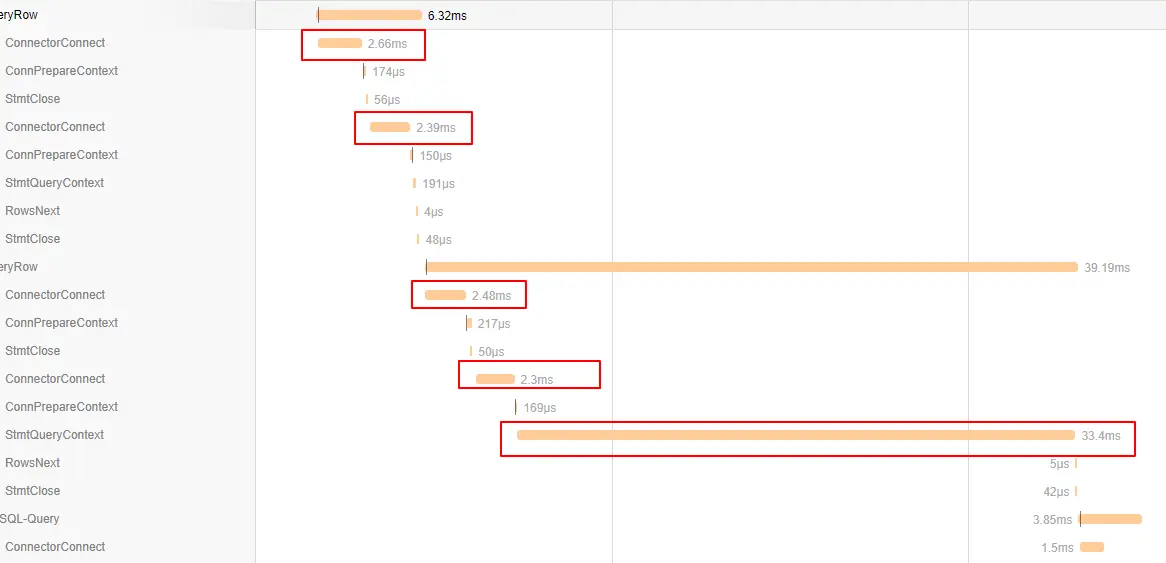 eryRow 6.32ms
ConnectorConnect 2.66ms
ConnPrepareContext 174µs
StmtClose 56µs
ConnectorConnect 2.39ms
ConnPrepareContext 150µs
StmtQueryContext 191µs
RowsNext 4µs
StmtClose 48µs
eryRow 39.19ms
ConnectorConnect 2.48ms
ConnPrepareContext 217µs
StmtClose 50µs
ConnectorConnect 2.3ms
ConnPrepareContext 169µs
StmtQueryContext 33.4ms
RowsNext 5µs
StmtClose 42µs
SQL-Query 3.85ms
ConnectorConnect 1.5ms